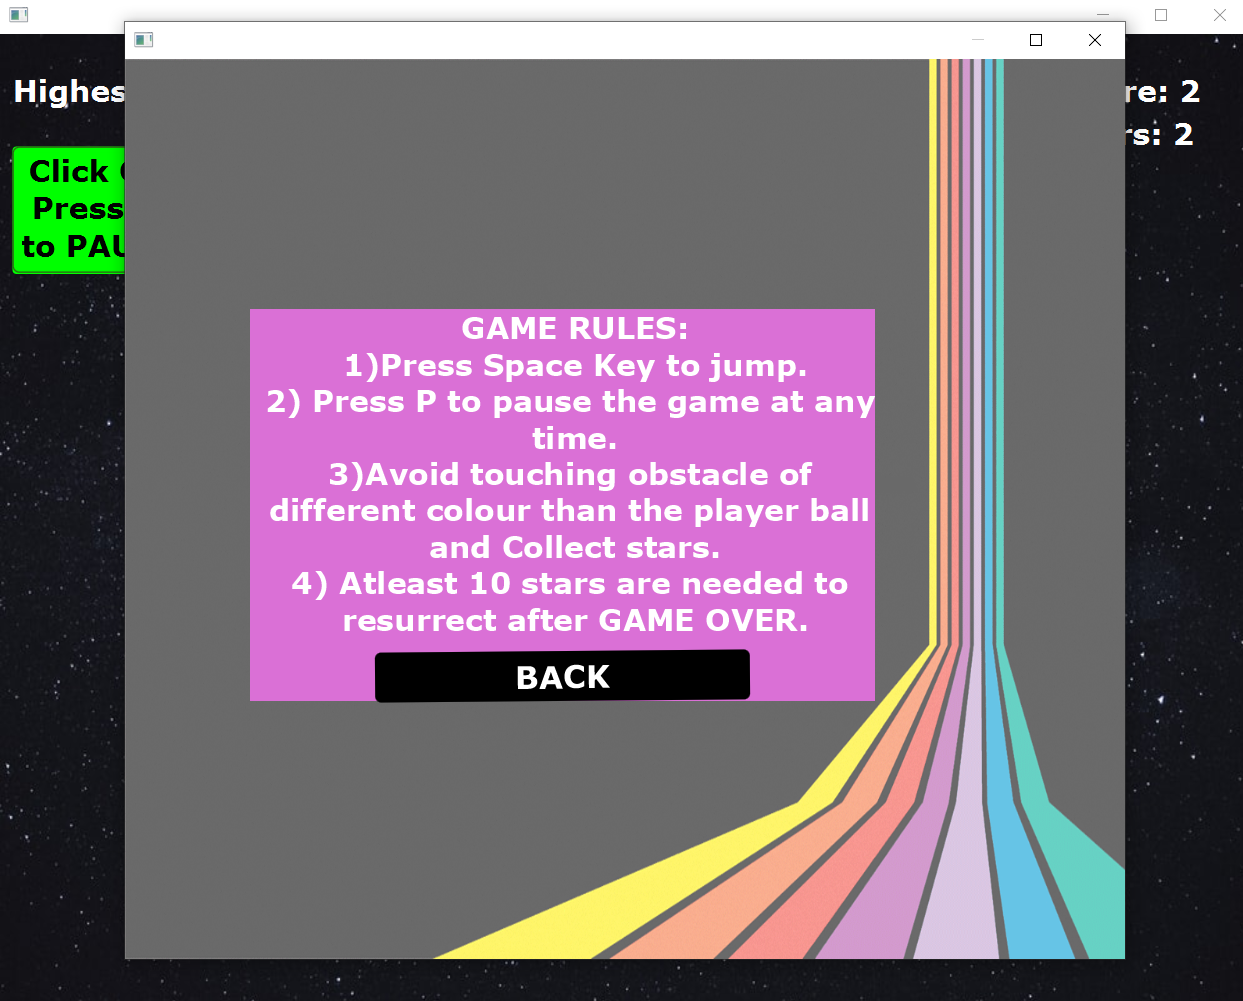 Highes
re: 2
rs: 2
Click
Press
to PAU
GAME RULES:
1)Press Space Key to jump.
2) Press P to pause the game at any
time.
3)Avoid touching obstacle of
different colour than the player ball
and Collect stars.
4) Atleast 10 stars are needed to
resurrect after GAME OVER.
BACK